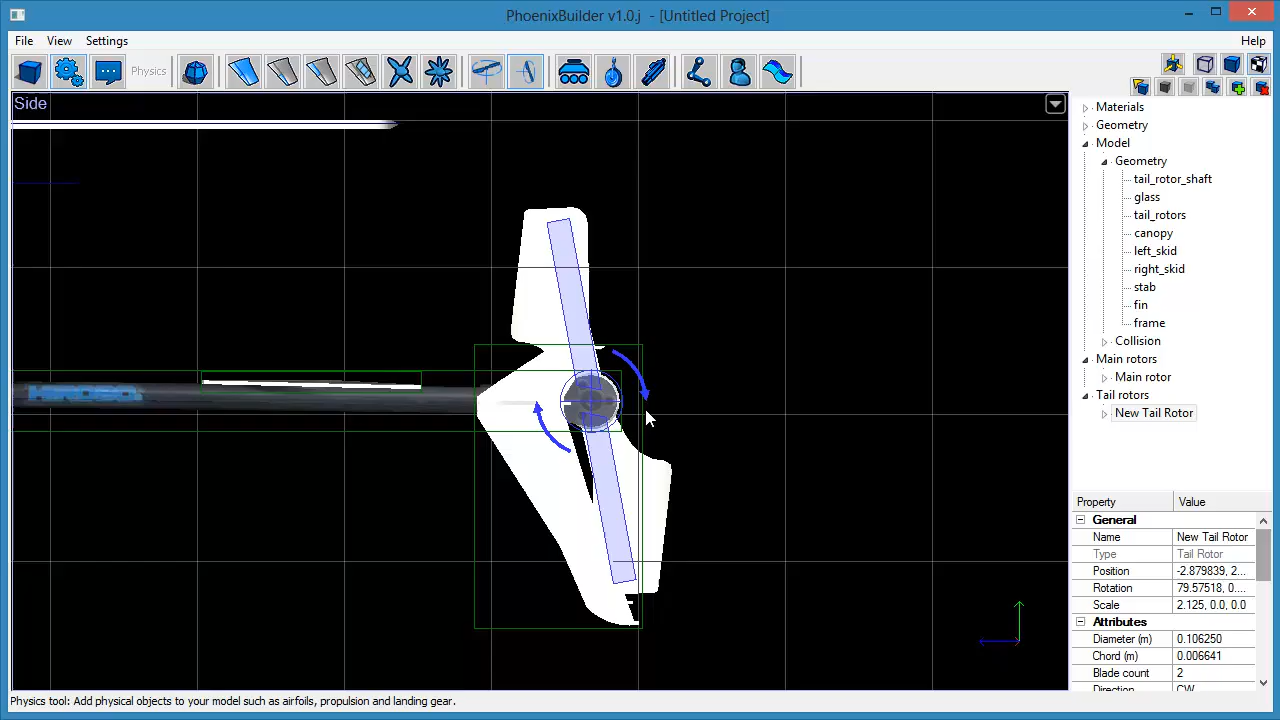 PhoenixBuilder v1.0.j - [Untitled Project]
File View Settings Help
Physics
Side
Materials
Geometry
Model
Geometry
tail_rotor_shaft
glass
tail_rotors
canopy
left_skid
right_skid
stab
fin
frame
Collision
Main rotors
Main rotor
Tail rotors
New Tail Rotor
Property Value
General
Name New Tail Rotor
Type Tail Rotor
Position -2.879839, 2...
Rotation 79.57518, 0....
Scale 2.125, 0.0, 0.0
Attributes
Diameter (m) 0.106250
Chord (m) 0.006641
Blade count 2
Direction CW
Physics tool: Add physical objects to your model such as airfoils, propulsion and landing gear.